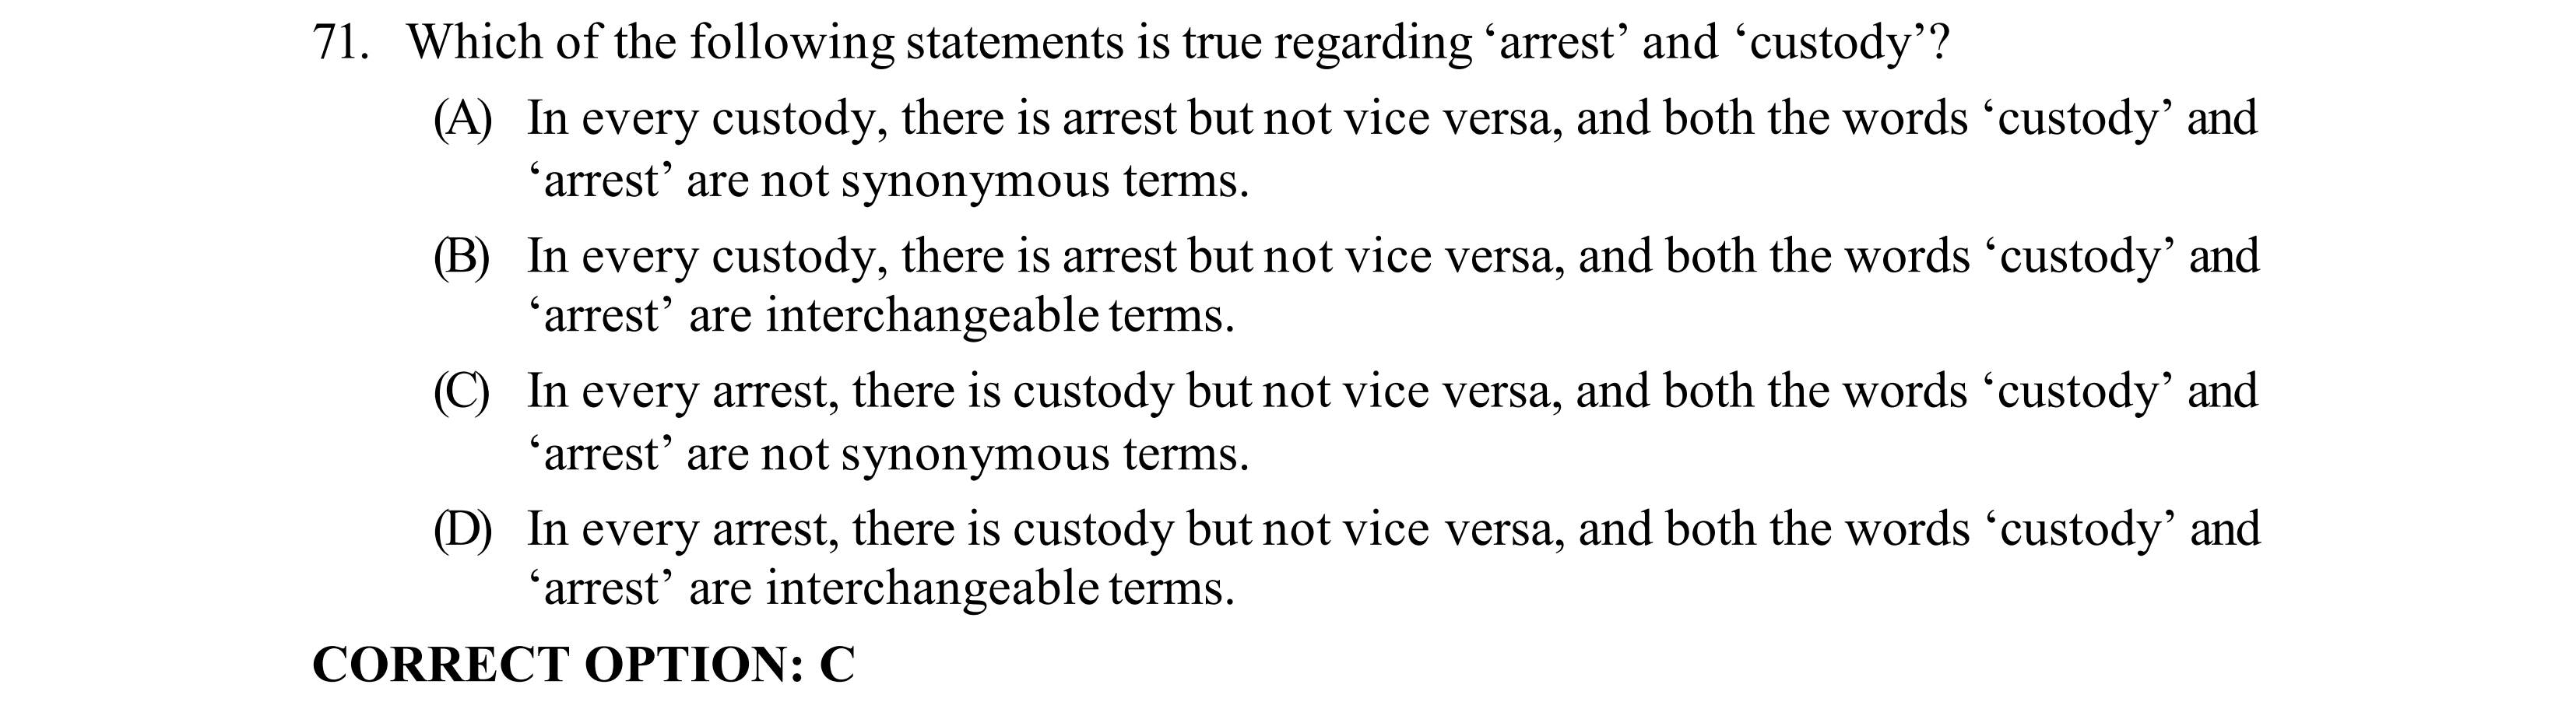 71. Which of the following statements is true regarding ‘arrest’ and ‘custody’?
(A) In every custody, there is arrest but not vice versa, and both the words ‘custody’ and
‘arrest’ are not synonymous terms.
(B) In every custody, there is arrest but not vice versa, and both the words ‘custody’ and
‘arrest’ are interchangeable terms.
(C) In every arrest, there is custody but not vice versa, and both the words ‘custody’ and
‘arrest’ are not synonymous terms.
(D) In every arrest, there is custody but not vice versa, and both the words ‘custody’ and
‘arrest’ are interchangeable terms.
CORRECT OPTION: C